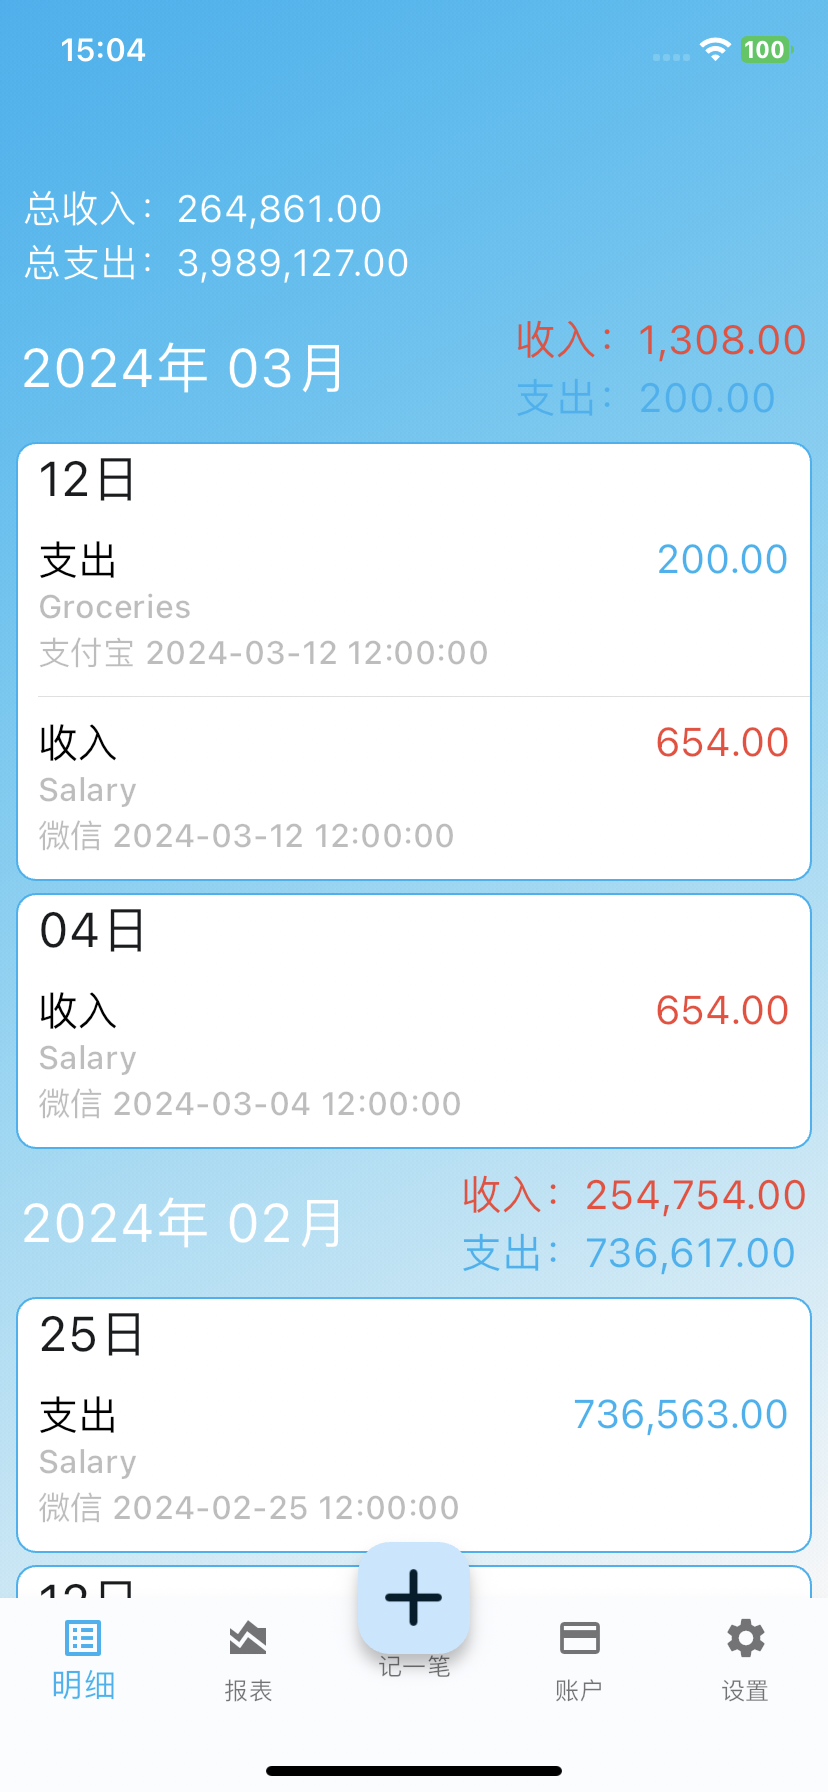 15:04
100
总收入：264,861.00
总支出：3,989,127.00
2024年 03月
收入：1,308.00
支出：200.00
12日
支出
200.00
Groceries
支付宝 2024-03-12 12:00:00
收入
654.00
Salary
微信 2024-03-12 12:00:00
04日
收入
654.00
Salary
微信 2024-03-04 12:00:00
2024年 02月
收入：254,754.00
支出：736,617.00
25日
支出
736,563.00
Salary
微信 2024-02-25 12:00:00
明细
报表
记一笔
账户
设置